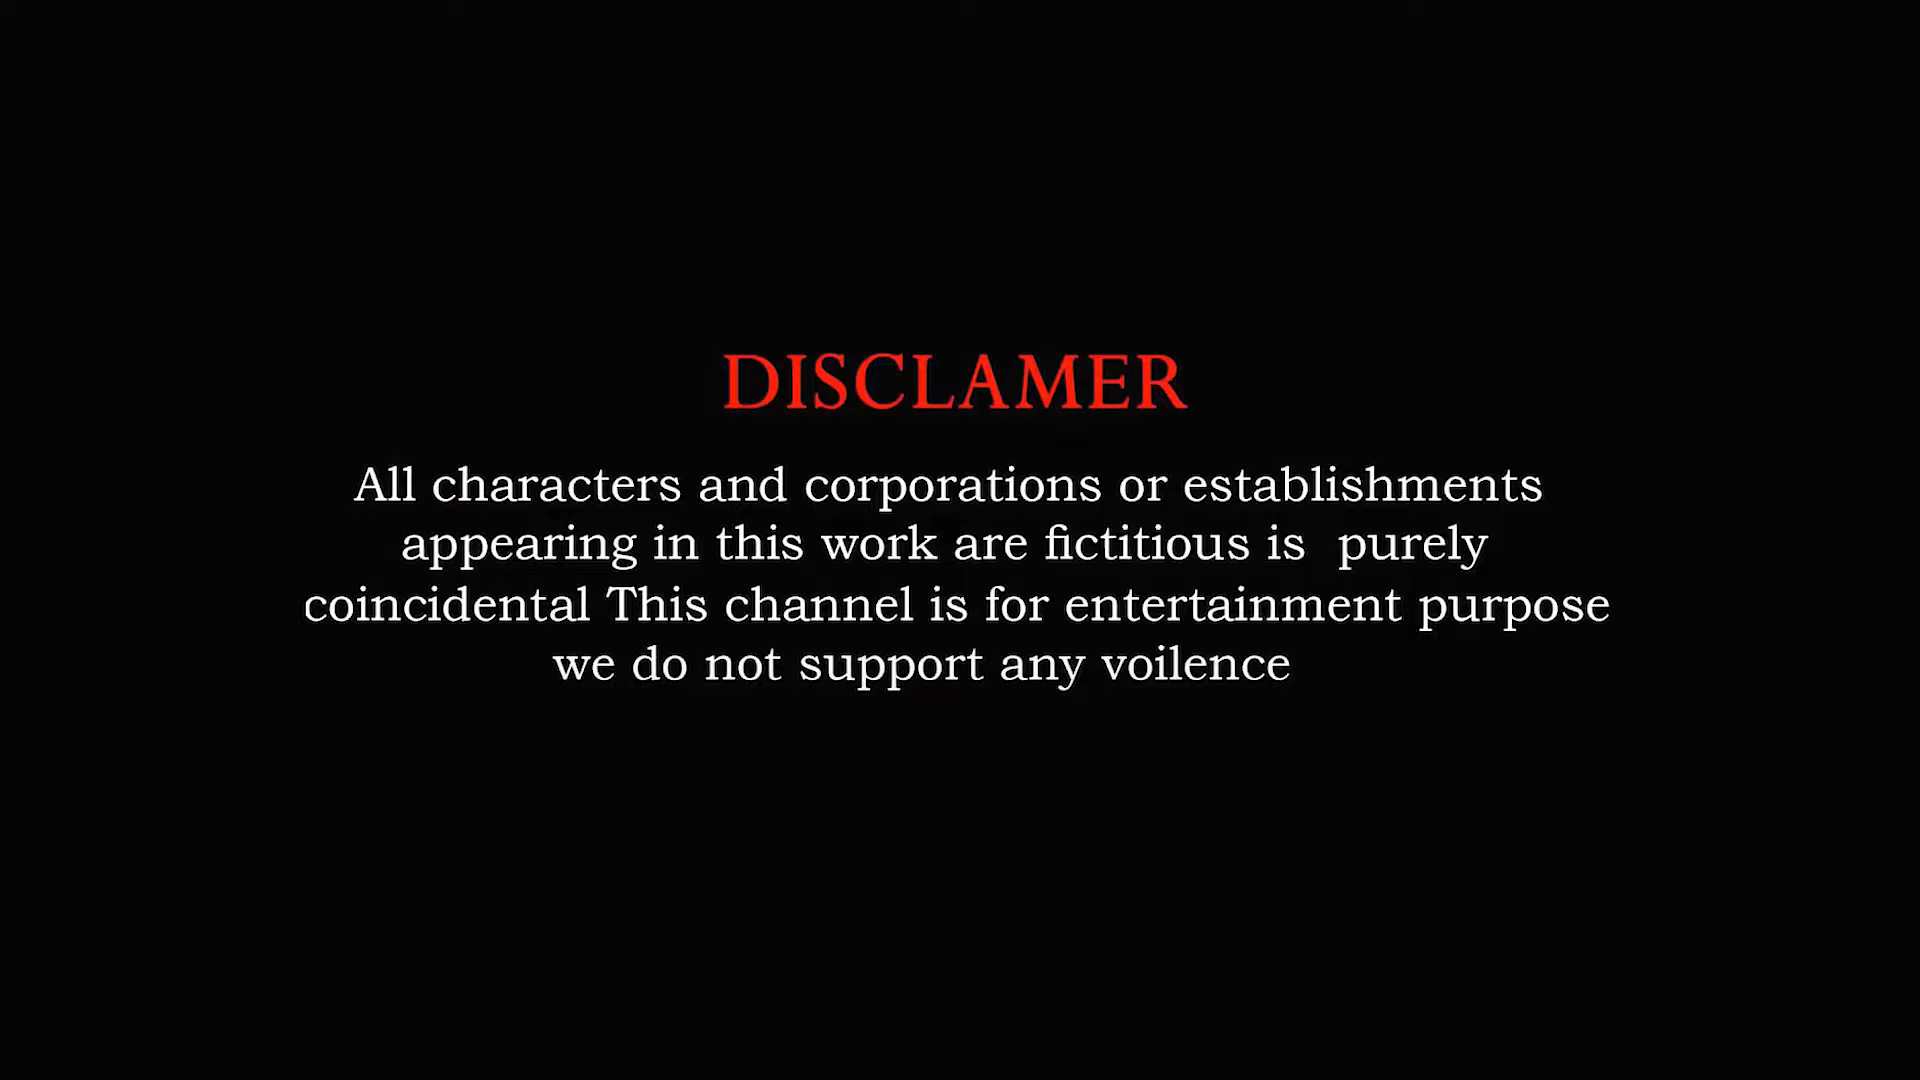 DISCLAMER
All characters and corporations or establishments
appearing in this work are fictitious is  purely
coincidental This channel is for entertainment purpose
we do not support any voilence